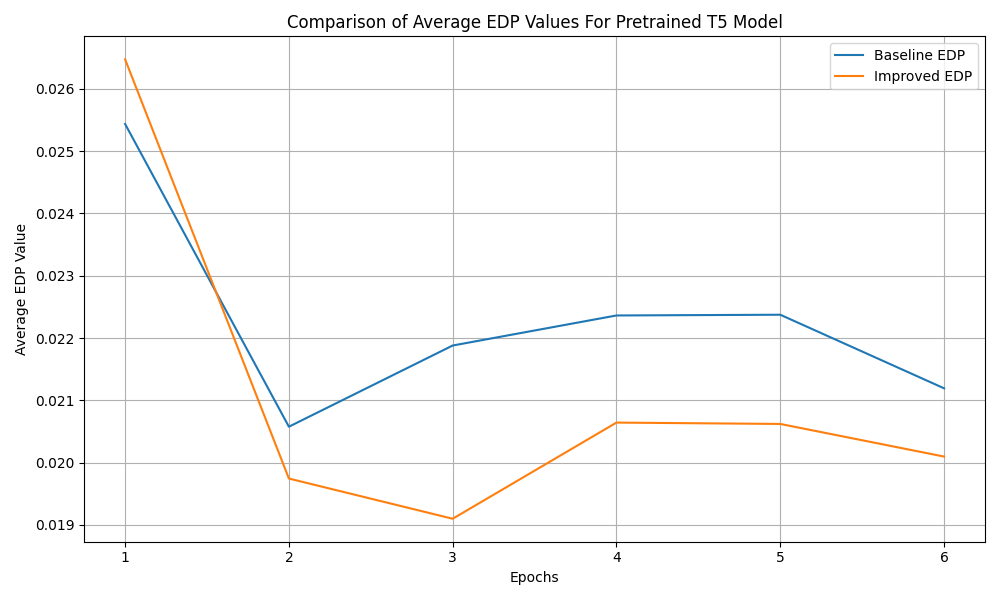 Comparison of Average EDP Values For Pretrained T5 Model
Baseline EDP
Improved EDP
Average EDP Value
0.026
0.025
0.024
0.023
0.022
0.021
0.020
0.019
1 2 3 4 5 6
Epochs